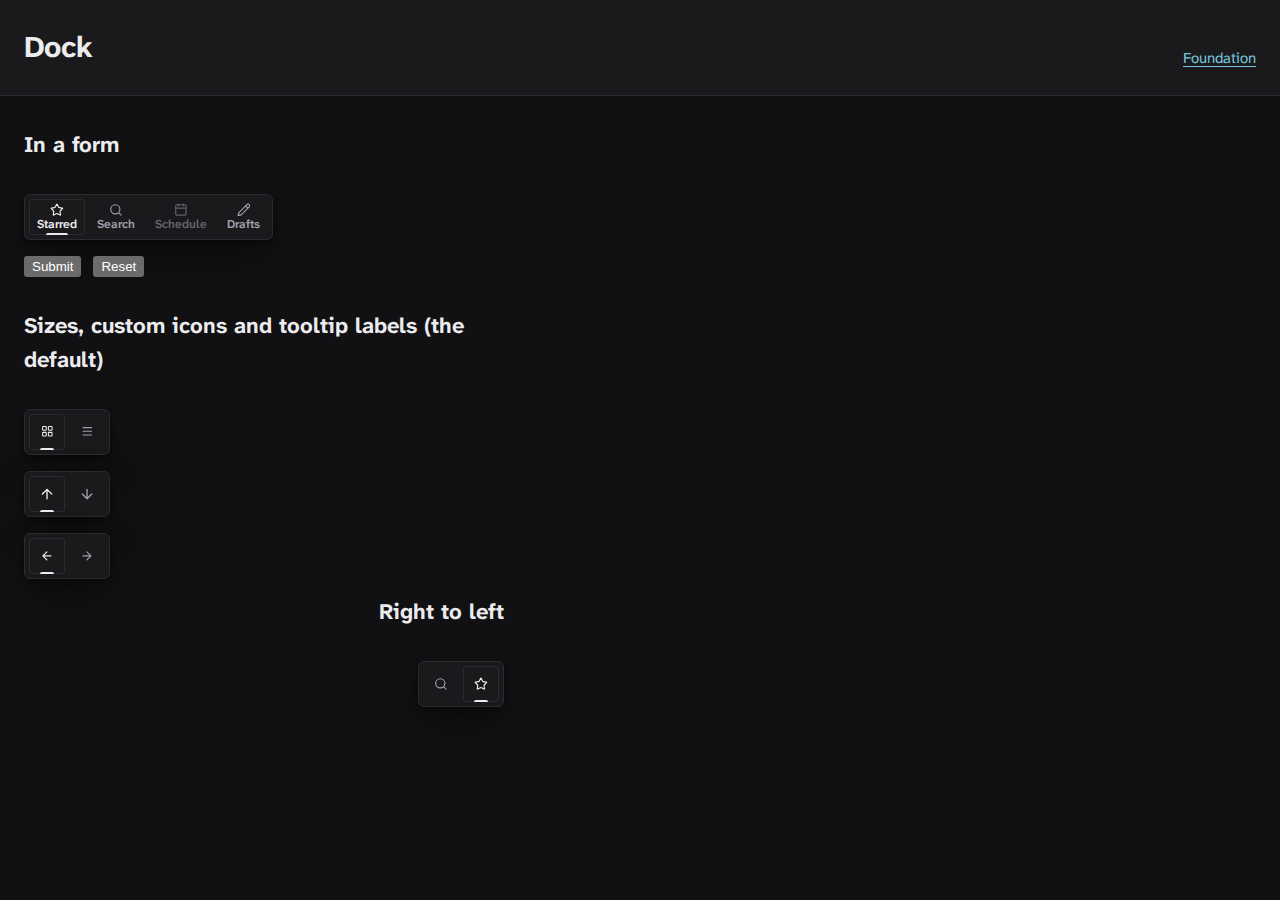 Dock
Foundation
In a form
Starred Search Schedule Drafts
Submit Reset
Sizes, custom icons and tooltip labels (the
default)
Right to left